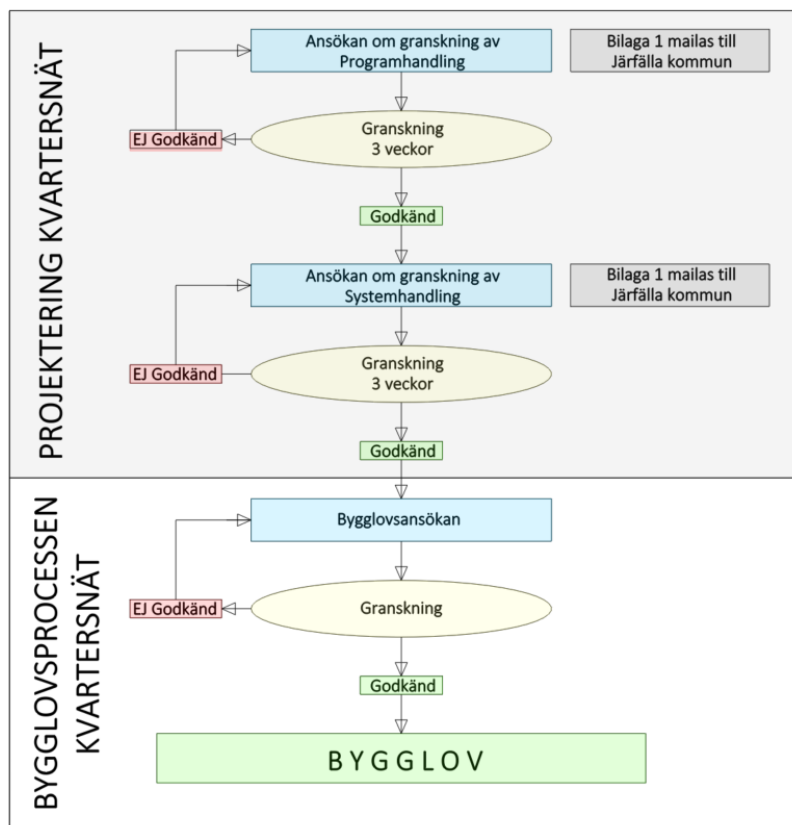 PROJEKTERING KVARTERSNÄT
Ansökan om granskning av
Programhandling
Bilaga 1 mailas till
Järfälla kommun
EJ Godkänd
Granskning
3 veckor
Godkänd
Ansökan om granskning av
Systemhandling
Bilaga 1 mailas till
Järfälla kommun
EJ Godkänd
Granskning
3 veckor
Godkänd
BYGGLOVSPROCESSEN
KVARTERSNÄT
Bygglovsansökan
EJ Godkänd
Granskning
Godkänd
BYGGLOV